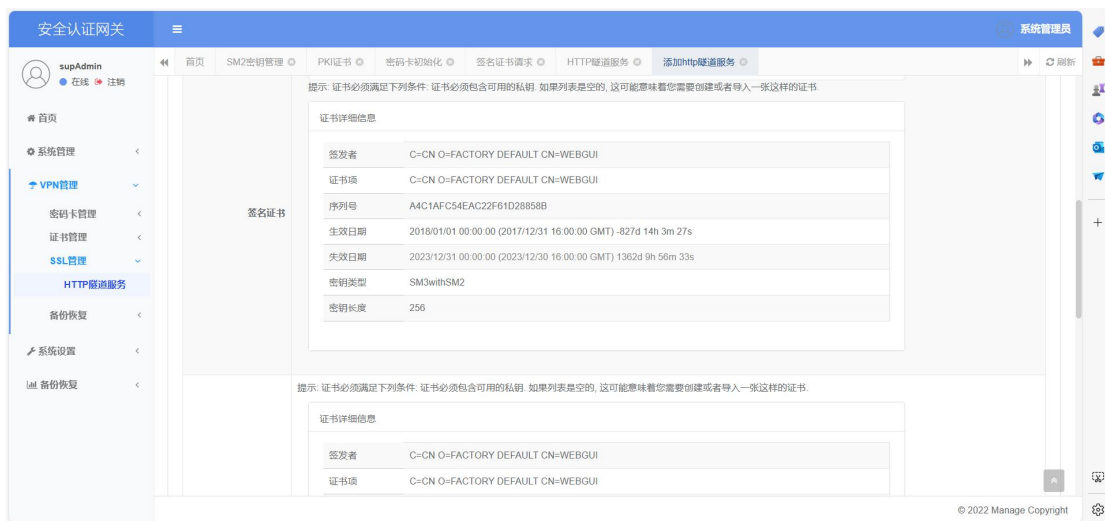 安全认证网关
系统管理员
supAdmin
在线 注销
首页 SM2密钥管理 PKI证书 密码卡初始化 签名证书请求 HTTP隧道服务 添加http隧道服务 刷新
首页
系统管理
VPN管理
密码卡管理
证书管理
SSL管理
HTTP隧道服务
备份恢复
系统设置
备份恢复
提示: 证书必须满足下列条件: 证书必须包含可用的私钥. 如果列表是空的, 这可能意味着您需要创建或者导入一张这样的证书.
签名证书
证书详细信息
签发者 C=CN O=FACTORY DEFAULT CN=WEBGUI
证书项 C=CN O=FACTORY DEFAULT CN=WEBGUI
序列号 A4C1AFC54EAC22F61D28858B
生效日期 2018/01/01 00:00:00 (2017/12/31 16:00:00 GMT) -827d 14h 3m 27s
失效日期 2023/12/31 00:00:00 (2023/12/30 16:00:00 GMT) 1362d 9h 56m 33s
密钥类型 SM3withSM2
密钥长度 256
提示: 证书必须满足下列条件: 证书必须包含可用的私钥. 如果列表是空的, 这可能意味着您需要创建或者导入一张这样的证书.
证书详细信息
签发者 C=CN O=FACTORY DEFAULT CN=WEBGUI
证书项 C=CN O=FACTORY DEFAULT CN=WEBGUI
© 2022 Manage Copyright